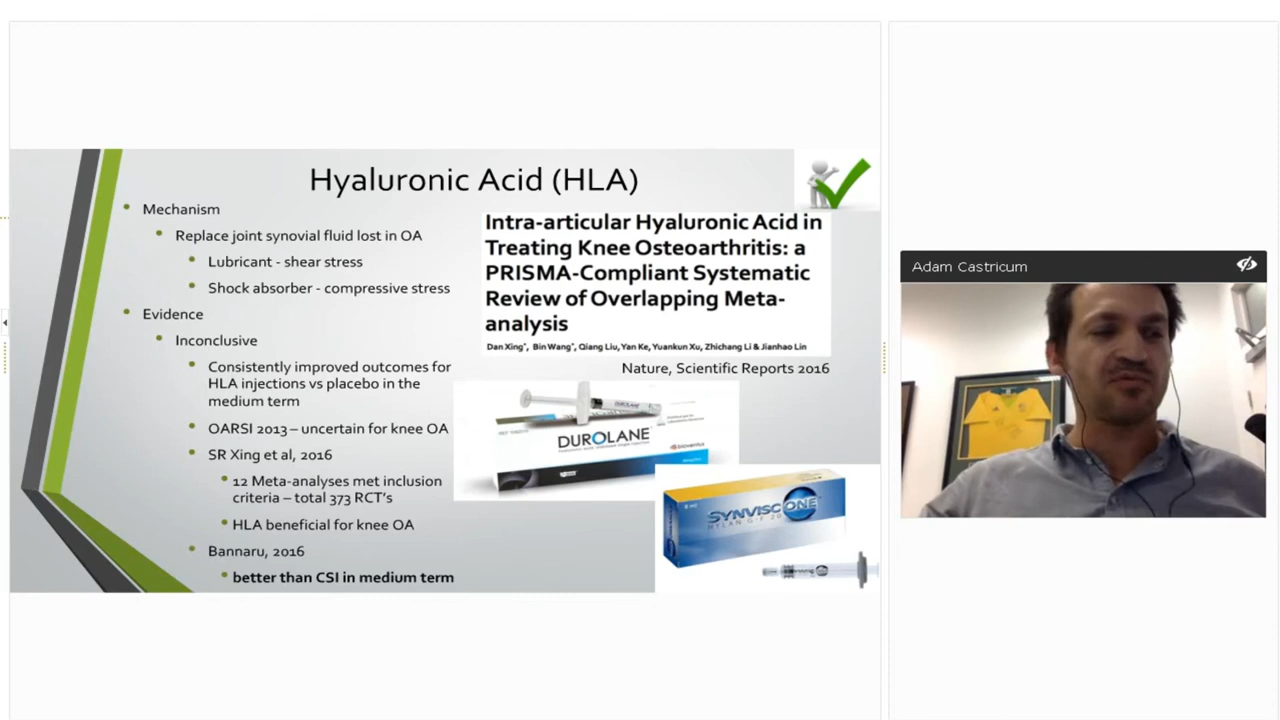 Hyaluronic Acid (HLA)
Mechanism
Replace joint synovial fluid lost in OA
Lubricant - shear stress
Shock absorber - compressive stress
Evidence
Inconclusive
Consistently improved outcomes for
HLA injections vs placebo in the
medium term
OARSI 2013 – uncertain for knee OA
SR Xing et al, 2016
12 Meta-analyses met inclusion
criteria – total 373 RCT's
HLA beneficial for knee OA
Bannaru, 2016
better than CSI in medium term
Intra-articular Hyaluronic Acid in
Treating Knee Osteoarthritis: a
PRISMA-Compliant Systematic
Review of Overlapping Meta-
analysis
Dan Xing*, Bin Wang*, Qiang Liu, Yan Ke, Yuankun Xu, Zhichang Li & Jianhao Lin
Nature, Scientific Reports 2016
DUROLANE
DUROLANE
bioventus
SYNVISC ONE
HYLAN G-F 20
Adam Castricum